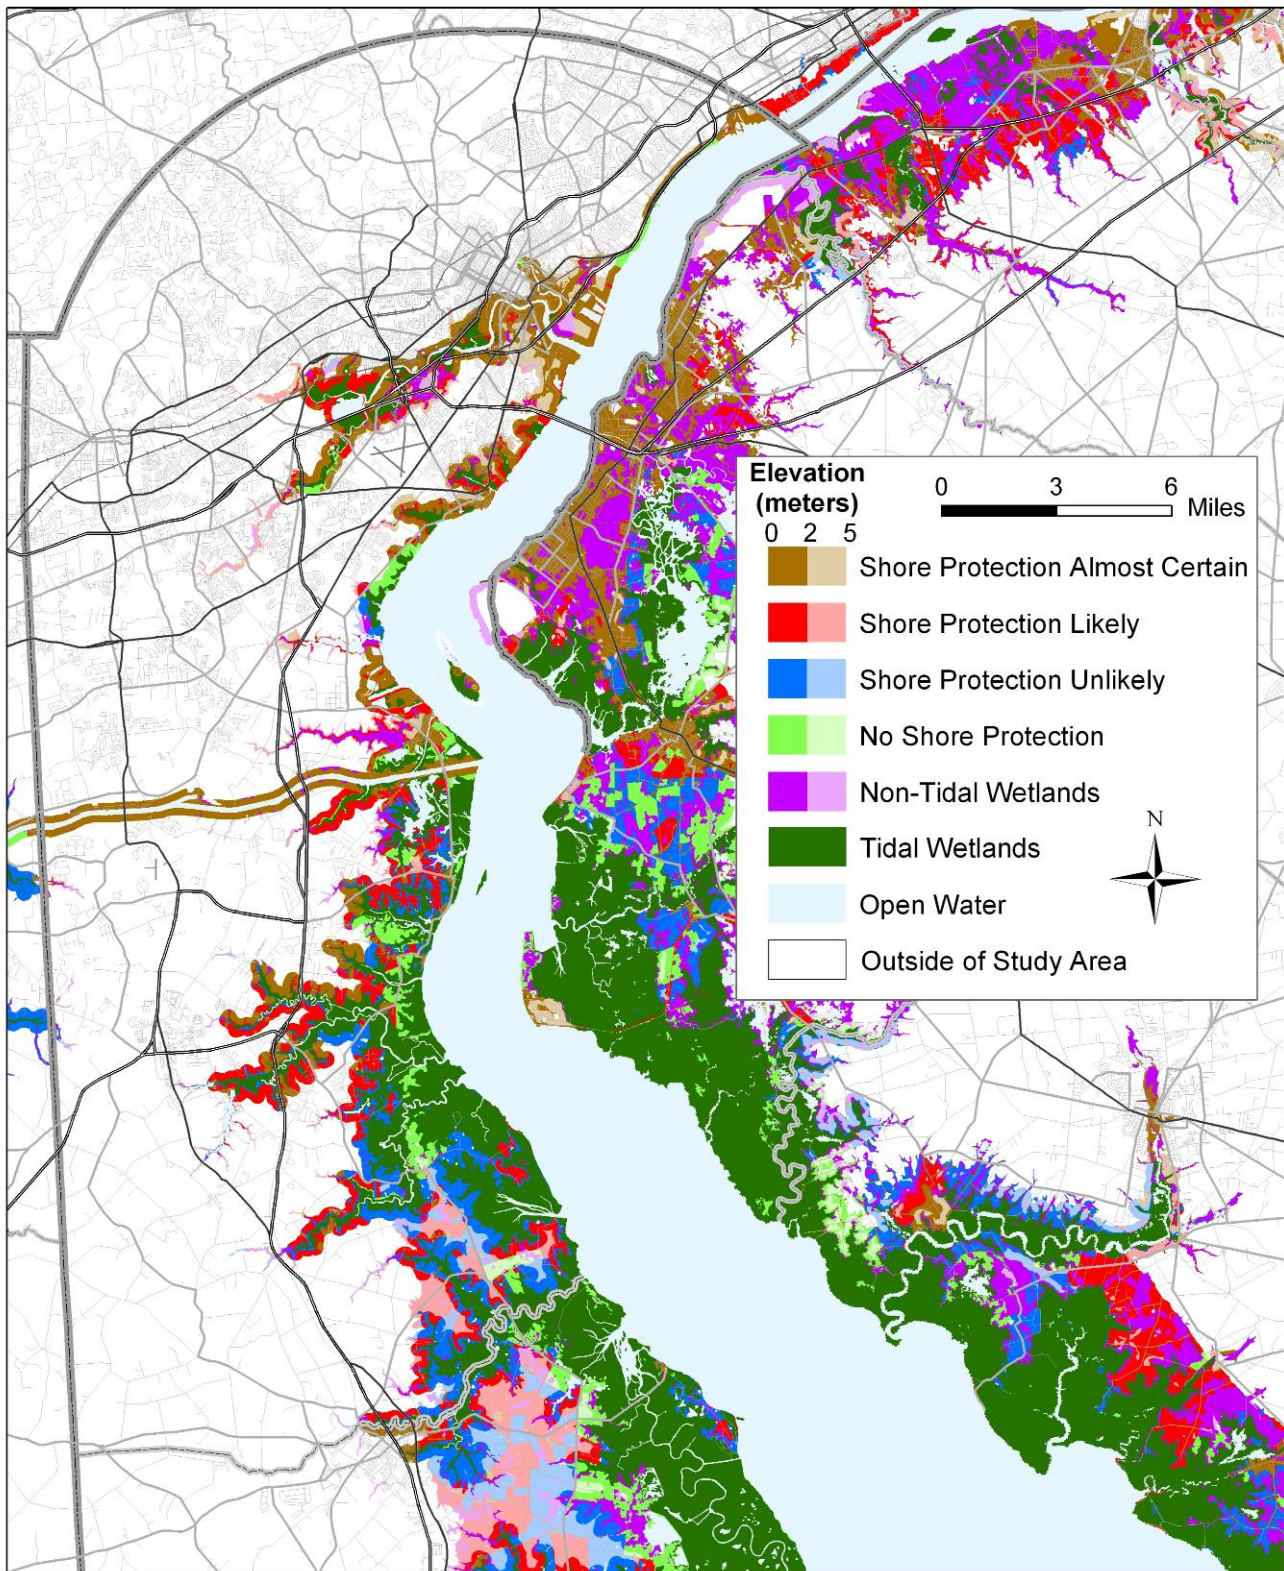 Elevation
(meters)
0 2 5
0 3 6
Miles
Shore Protection Almost Certain
Shore Protection Likely
Shore Protection Unlikely
No Shore Protection
Non-Tidal Wetlands
N
Tidal Wetlands
Open Water
Outside of Study Area